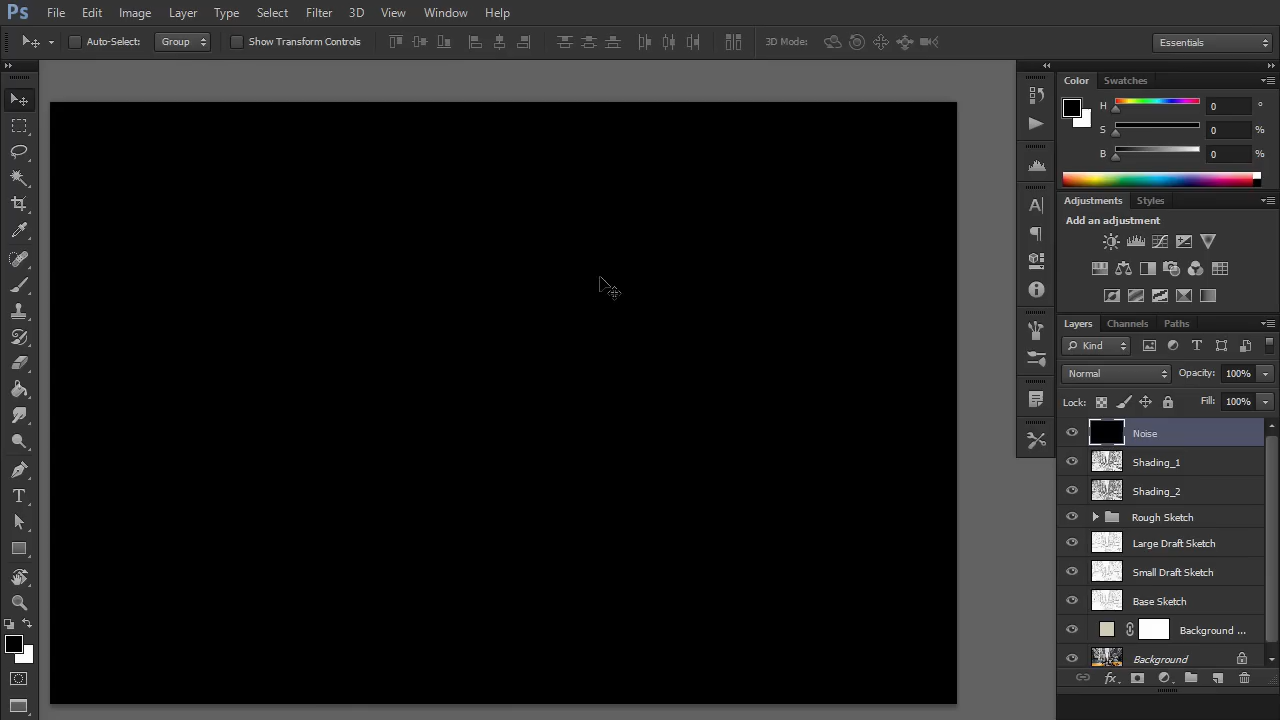 Ps File Edit Image Layer Type Select Filter 3D View Window Help
Auto-Select: Group Show Transform Controls 3D Mode: Essentials
Color Swatches
H 0 °
S 0 %
B 0 %
Adjustments Styles
Add an adjustment
Layers Channels Paths
Kind T
Normal Opacity: 100%
Lock: Fill: 100%
Noise
Shading_1
Shading_2
Rough Sketch
Large Draft Sketch
Small Draft Sketch
Base Sketch
Background ...
Background
fx
A
T